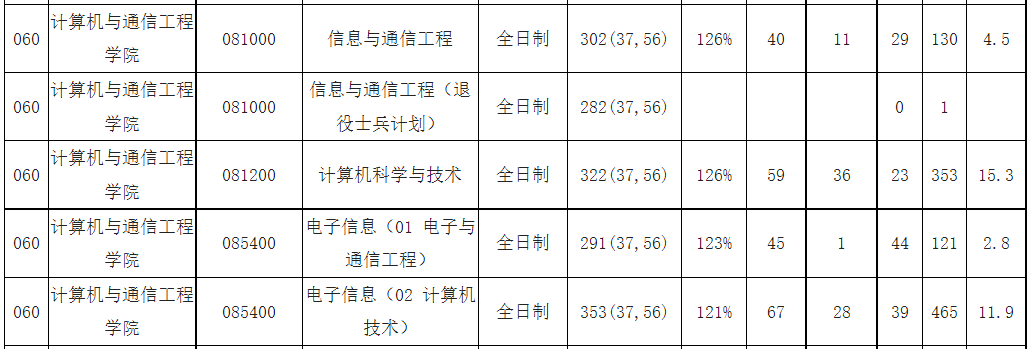 060 计算机与通信工程学院 081000 信息与通信工程 全日制 302(37,56) 126% 40 11 29 130 4.5
060 计算机与通信工程学院 081000 信息与通信工程（退役士兵计划） 全日制 282(37,56) 0 1
060 计算机与通信工程学院 081200 计算机科学与技术 全日制 322(37,56) 126% 59 36 23 353 15.3
060 计算机与通信工程学院 085400 电子信息（01 电子与通信工程） 全日制 291(37,56) 123% 45 1 44 121 2.8
060 计算机与通信工程学院 085400 电子信息（02 计算机技术） 全日制 353(37,56) 121% 67 28 39 465 11.9